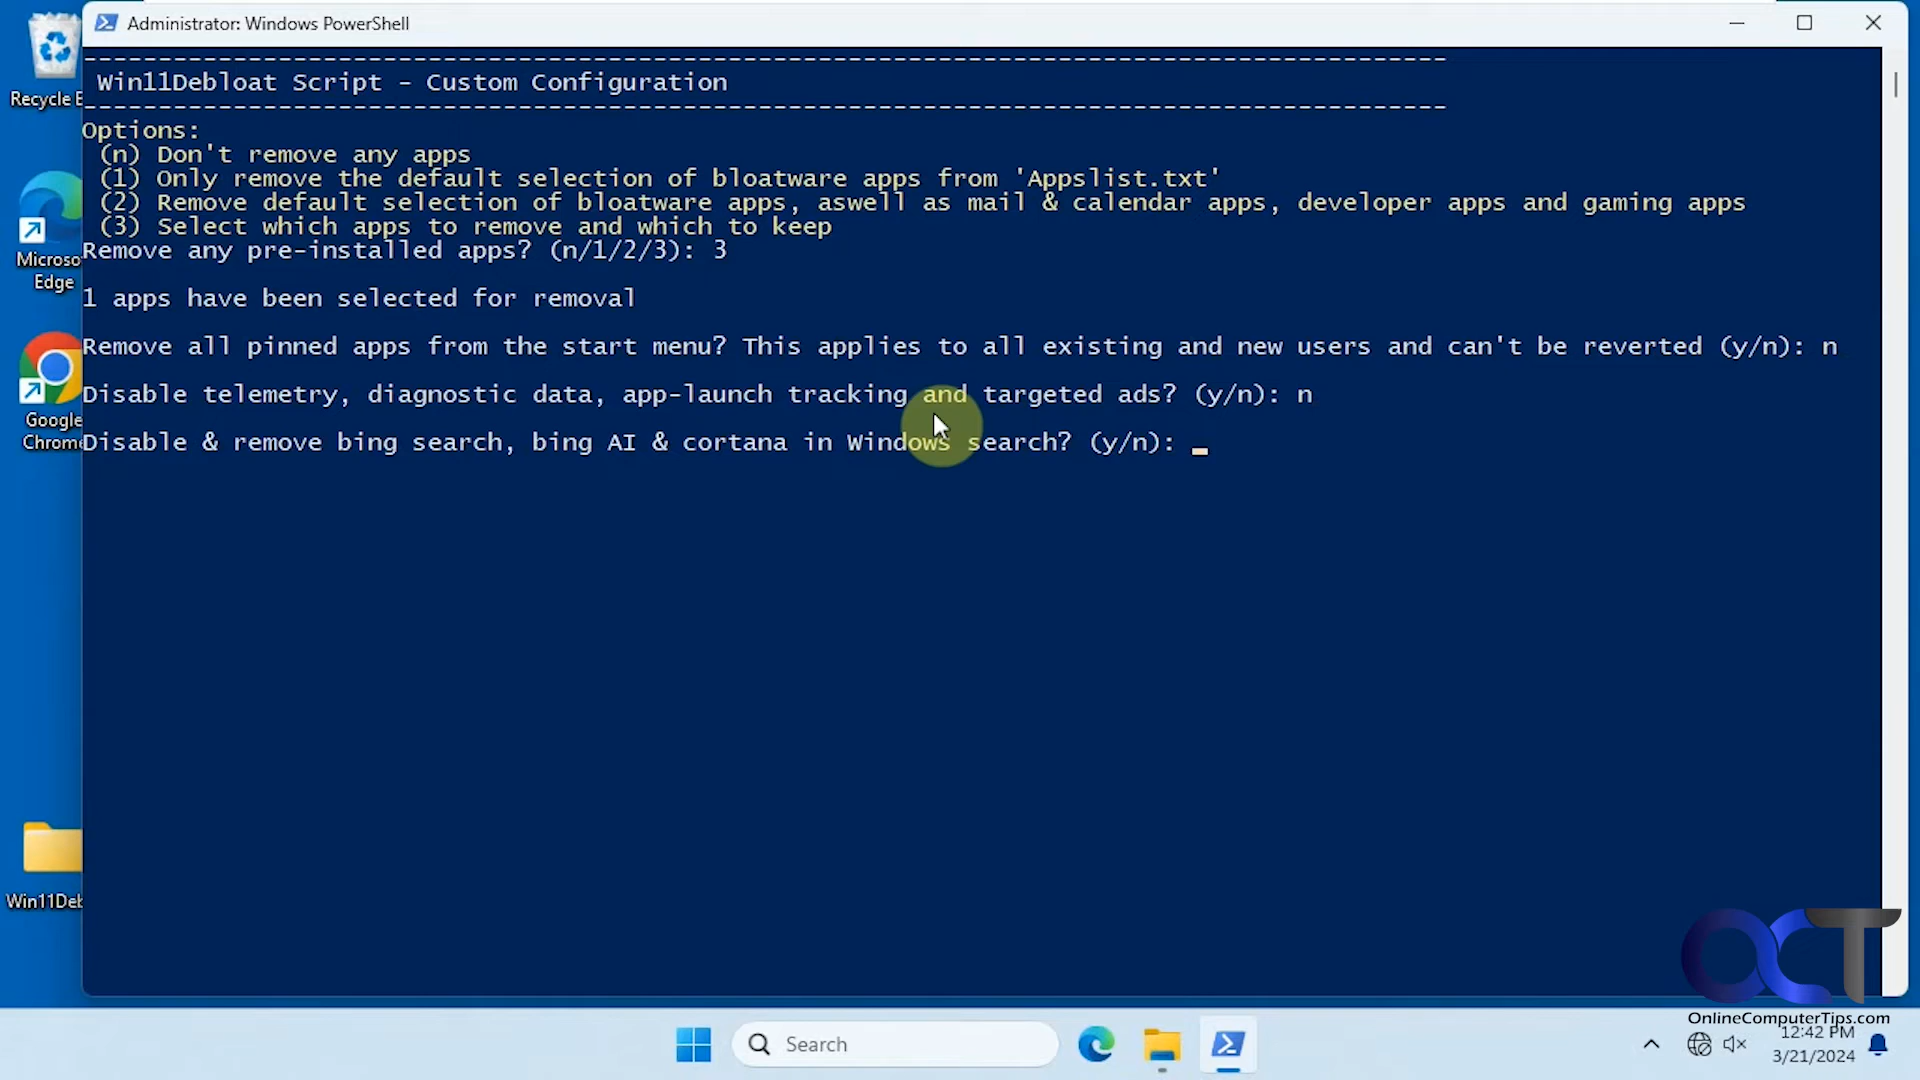 Administrator: Windows PowerShell
Win11Debloat Script - Custom Configuration
Options:
(n) Don't remove any apps
(1) Only remove the default selection of bloatware apps from 'Appslist.txt'
(2) Remove default selection of bloatware apps, aswell as mail & calendar apps, developer apps and gaming apps
(3) Select which apps to remove and which to keep
Remove any pre-installed apps? (n/1/2/3): 3
1 apps have been selected for removal
Remove all pinned apps from the start menu? This applies to all existing and new users and can't be reverted (y/n): n
Disable telemetry, diagnostic data, app-launch tracking and targeted ads? (y/n): n
Disable & remove bing search, bing AI & cortana in Windows search? (y/n):
Recycle B
Microso
Edge
Google
Chrome
Win11Deb
OCT
OnlineComputerTips.com
Search
12:42 PM
3/21/2024